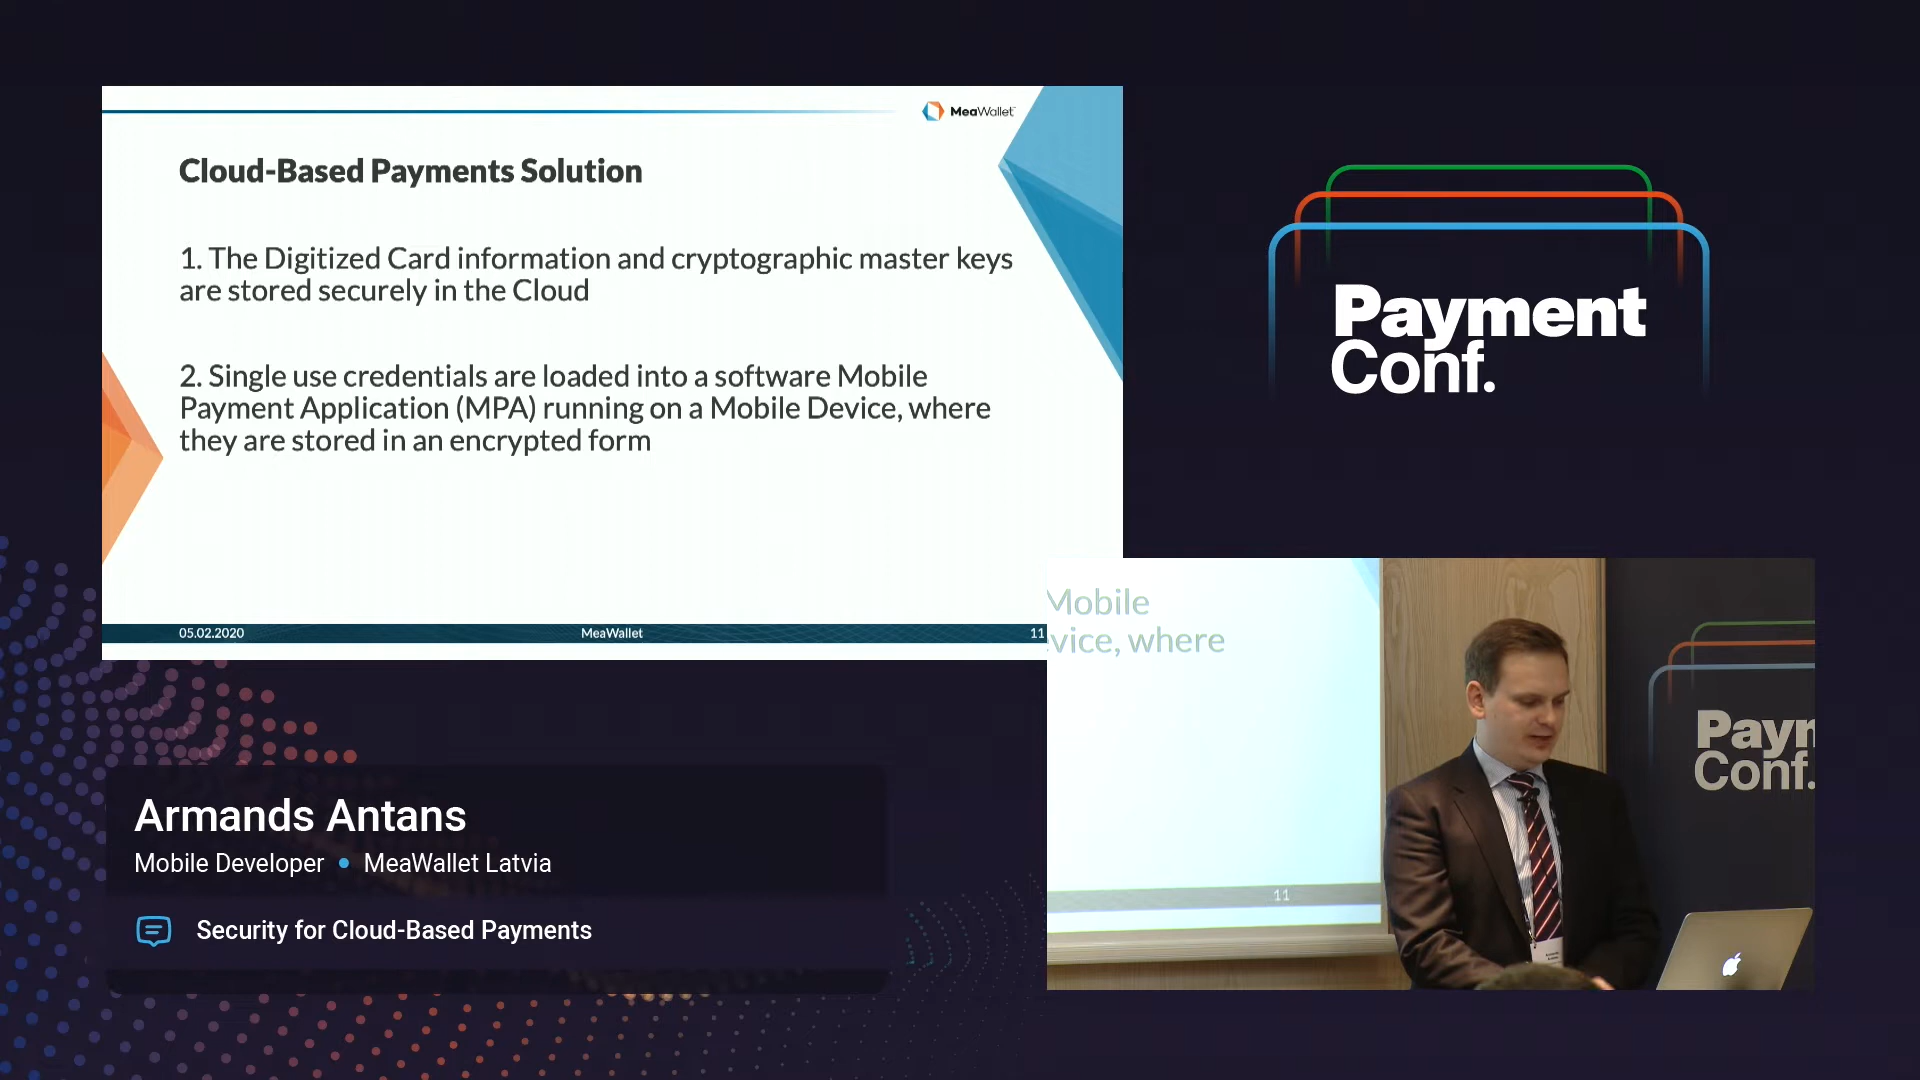 MeaWallet
Cloud-Based Payments Solution
1. The Digitized Card information and cryptographic master keys
are stored securely in the Cloud
2. Single use credentials are loaded into a software Mobile
Payment Application (MPA) running on a Mobile Device, where
they are stored in an encrypted form
05.02.2020
MeaWallet
11
Payment
Conf.
Mobile
vice, where
11
Payn
Conf.
Armands Antans
Mobile Developer • MeaWallet Latvia
Security for Cloud-Based Payments